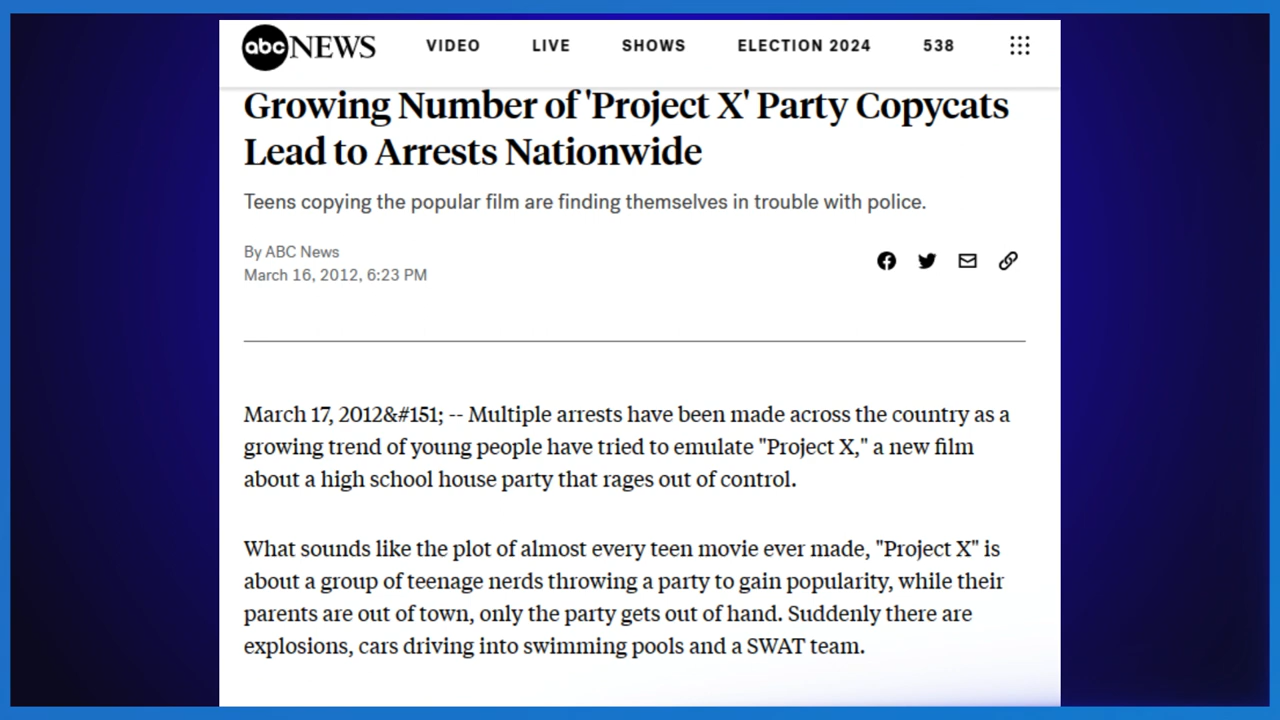 abc NEWS VIDEO LIVE SHOWS ELECTION 2024 538
Growing Number of 'Project X' Party Copycats
Lead to Arrests Nationwide
Teens copying the popular film are finding themselves in trouble with police.
By ABC News
March 16, 2012, 6:23 PM
March 17, 2012&#151; -- Multiple arrests have been made across the country as a
growing trend of young people have tried to emulate "Project X," a new film
about a high school house party that rages out of control.
What sounds like the plot of almost every teen movie ever made, "Project X" is
about a group of teenage nerds throwing a party to gain popularity, while their
parents are out of town, only the party gets out of hand. Suddenly there are
explosions, cars driving into swimming pools and a SWAT team.